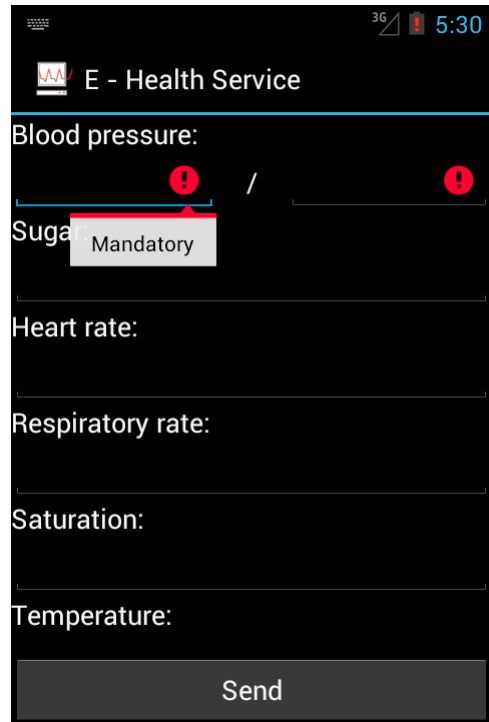 3G 5:30
E - Health Service
Blood pressure:
/
Sugar:
Mandatory
Heart rate:
Respiratory rate:
Saturation:
Temperature:
Send